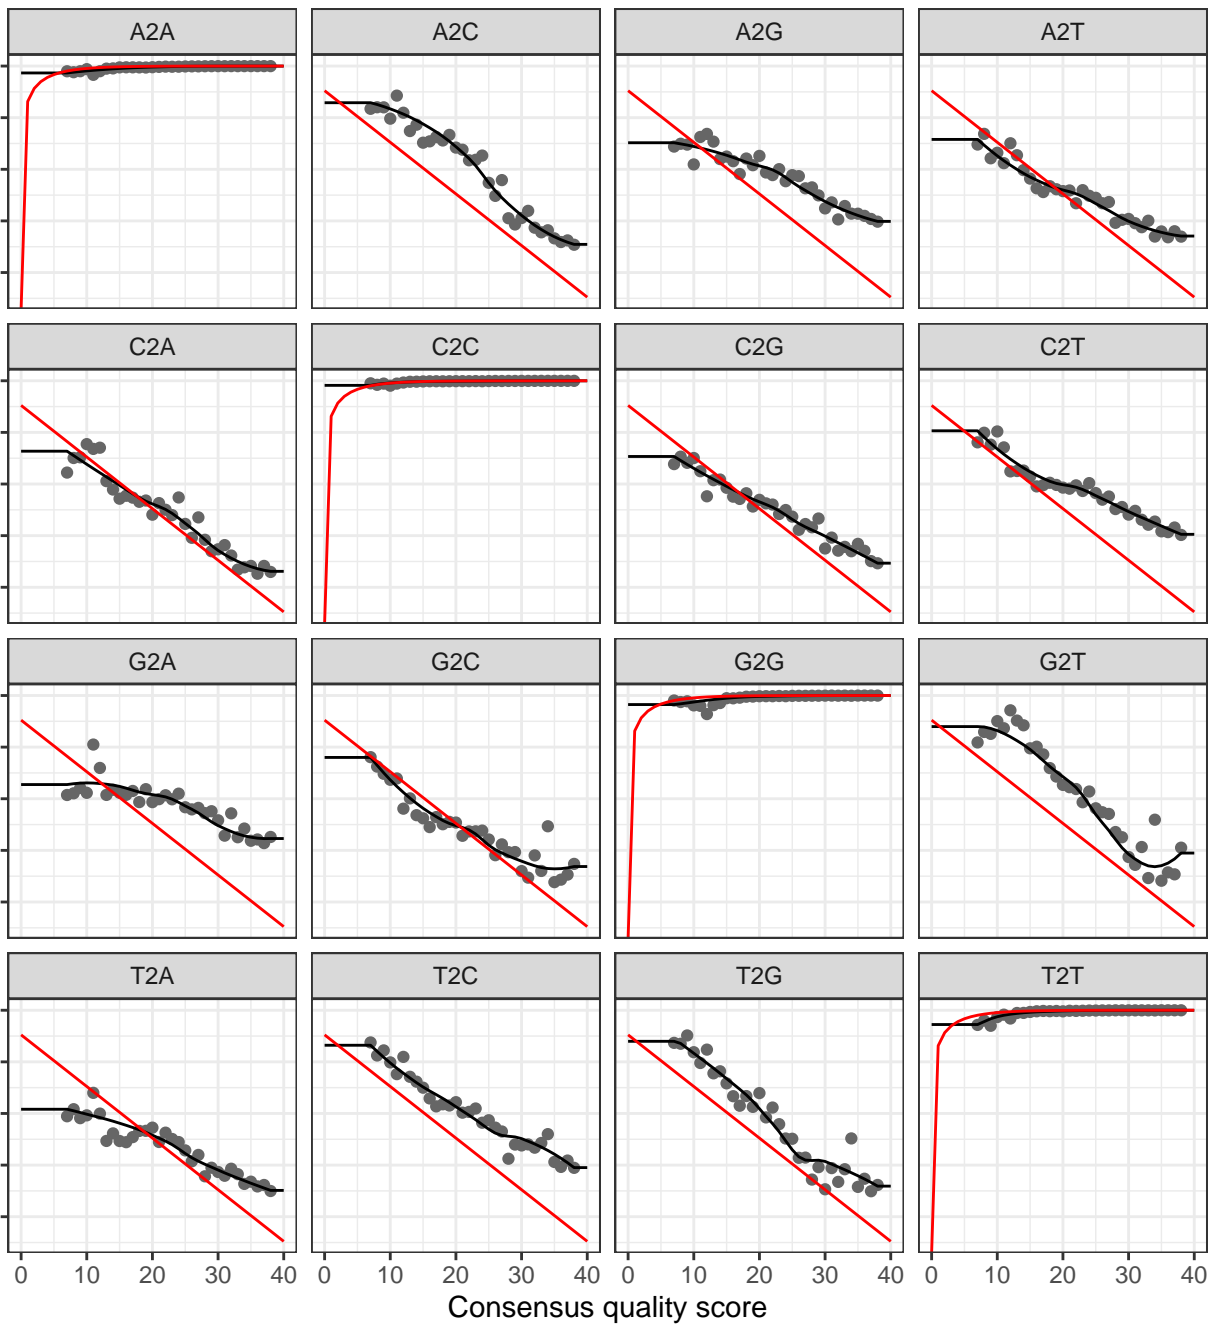 A2A A2C A2G A2T
C2A C2C C2G C2T
G2A G2C G2G G2T
T2A T2C T2G T2T
0 10 20 30 40 0 10 20 30 40 0 10 20 30 40 0 10 20 30 40
Consensus quality score